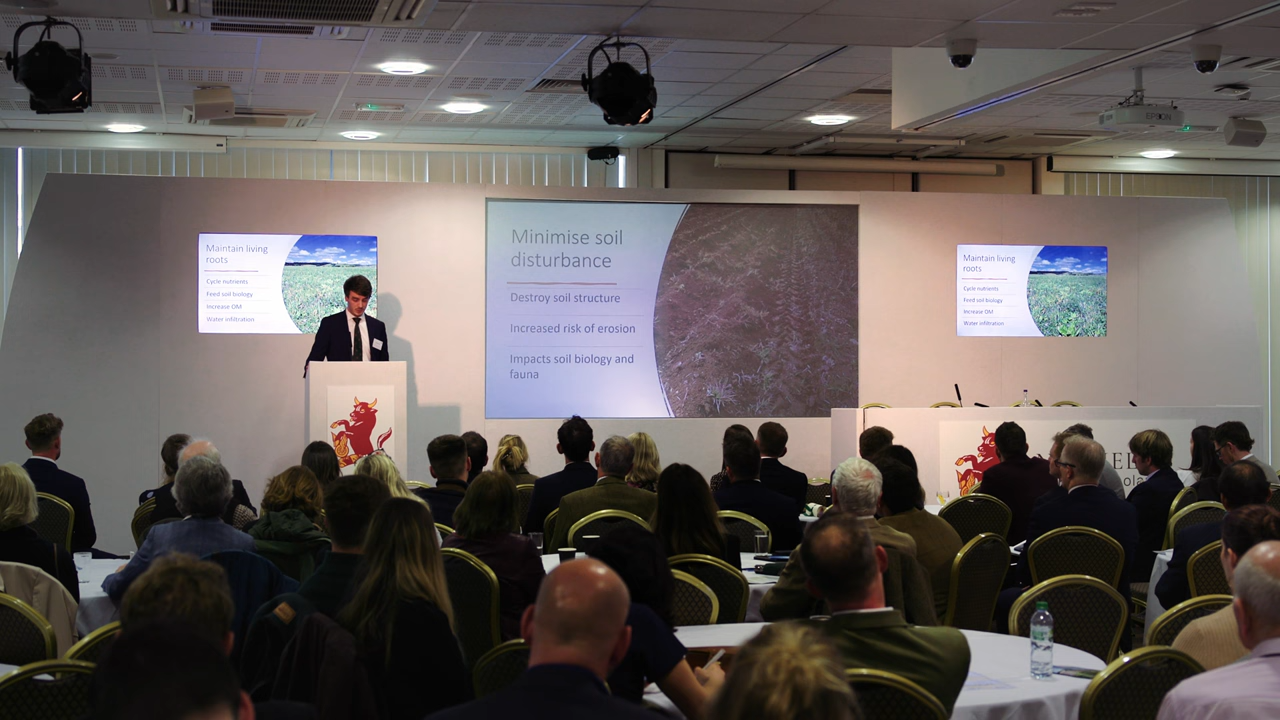 Maintain living
roots
Cycle nutrients
Feed soil biology
Increase OM
Water infiltration
Minimise soil
disturbance
Destroy soil structure
Increased risk of erosion
Impacts soil biology and
fauna
Maintain living
roots
Cycle nutrients
Feed soil biology
Increase OM
Water infiltration
EPSON